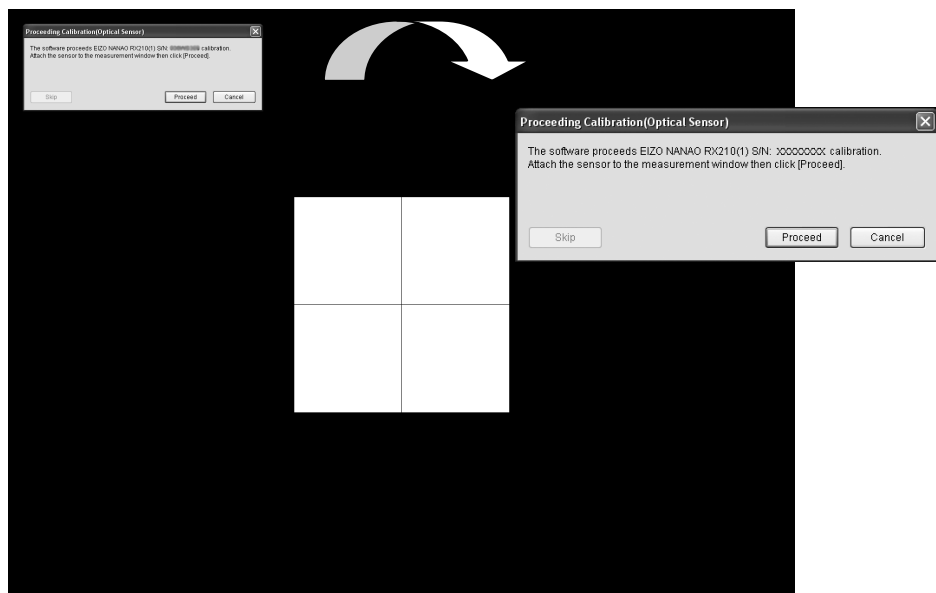 Proceeding Calibration(Optical Sensor)
The software proceeds EIZO NANAO RX210(1) S/N: calibration.
Attach the sensor to the measurement window then click [Proceed].
Skip
Proceed
Cancel
Proceeding Calibration(Optical Sensor)
The software proceeds EIZO NANAO RX210(1) S/N: XXXXXXXX calibration.
Attach the sensor to the measurement window then click [Proceed].
Skip
Proceed
Cancel